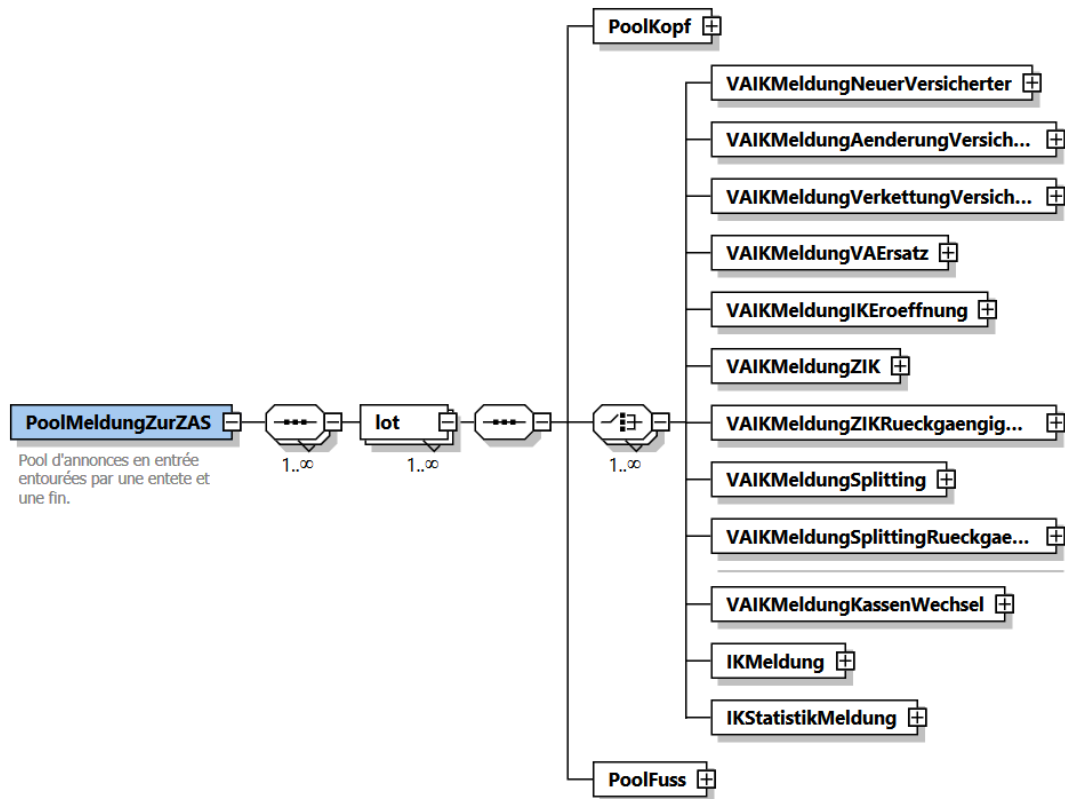 PoolKopf
VAIKMeldungNeuerVersicherter
VAIKMeldungAenderungVersich...
VAIKMeldungVerkettungVersich...
VAIKMeldungVAErsatz
VAIKMeldungIKEroeffnung
VAIKMeldungZIK
PoolMeldungZurZAS
lot
VAIKMeldungZIKRueckgaengig...
Pool d'annonces en entrée
entourées par une entete et
une fin.
1..∞
1..∞
1..∞
VAIKMeldungSplitting
VAIKMeldungSplittingRueckgae...
VAIKMeldungKassenWechsel
IKMeldung
IKStatistikMeldung
PoolFuss